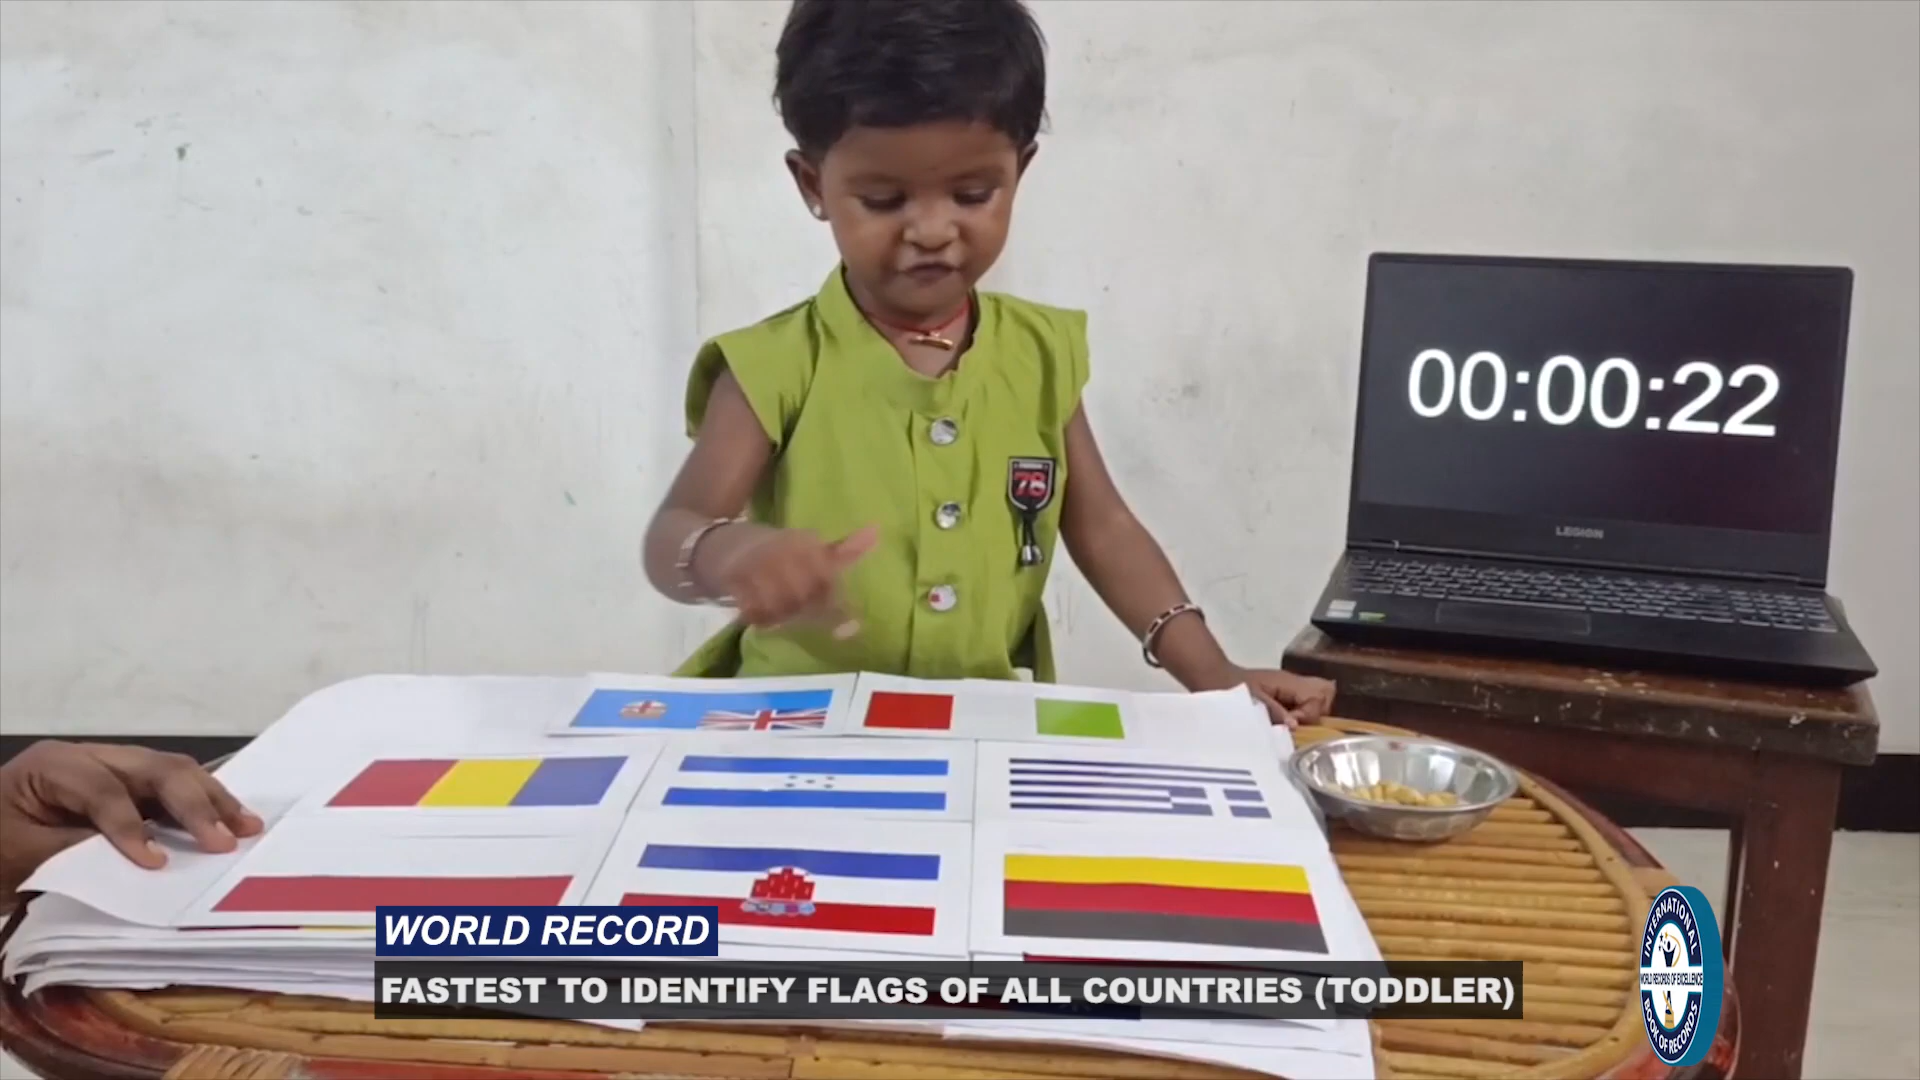 00:00:22
78
LEGION
WORLD RECORD
FASTEST TO IDENTIFY FLAGS OF ALL COUNTRIES (TODDLER)
INTERNATIONAL
WORLD RECORDS OF EXCELLENCE
BOOK OF RECORDS